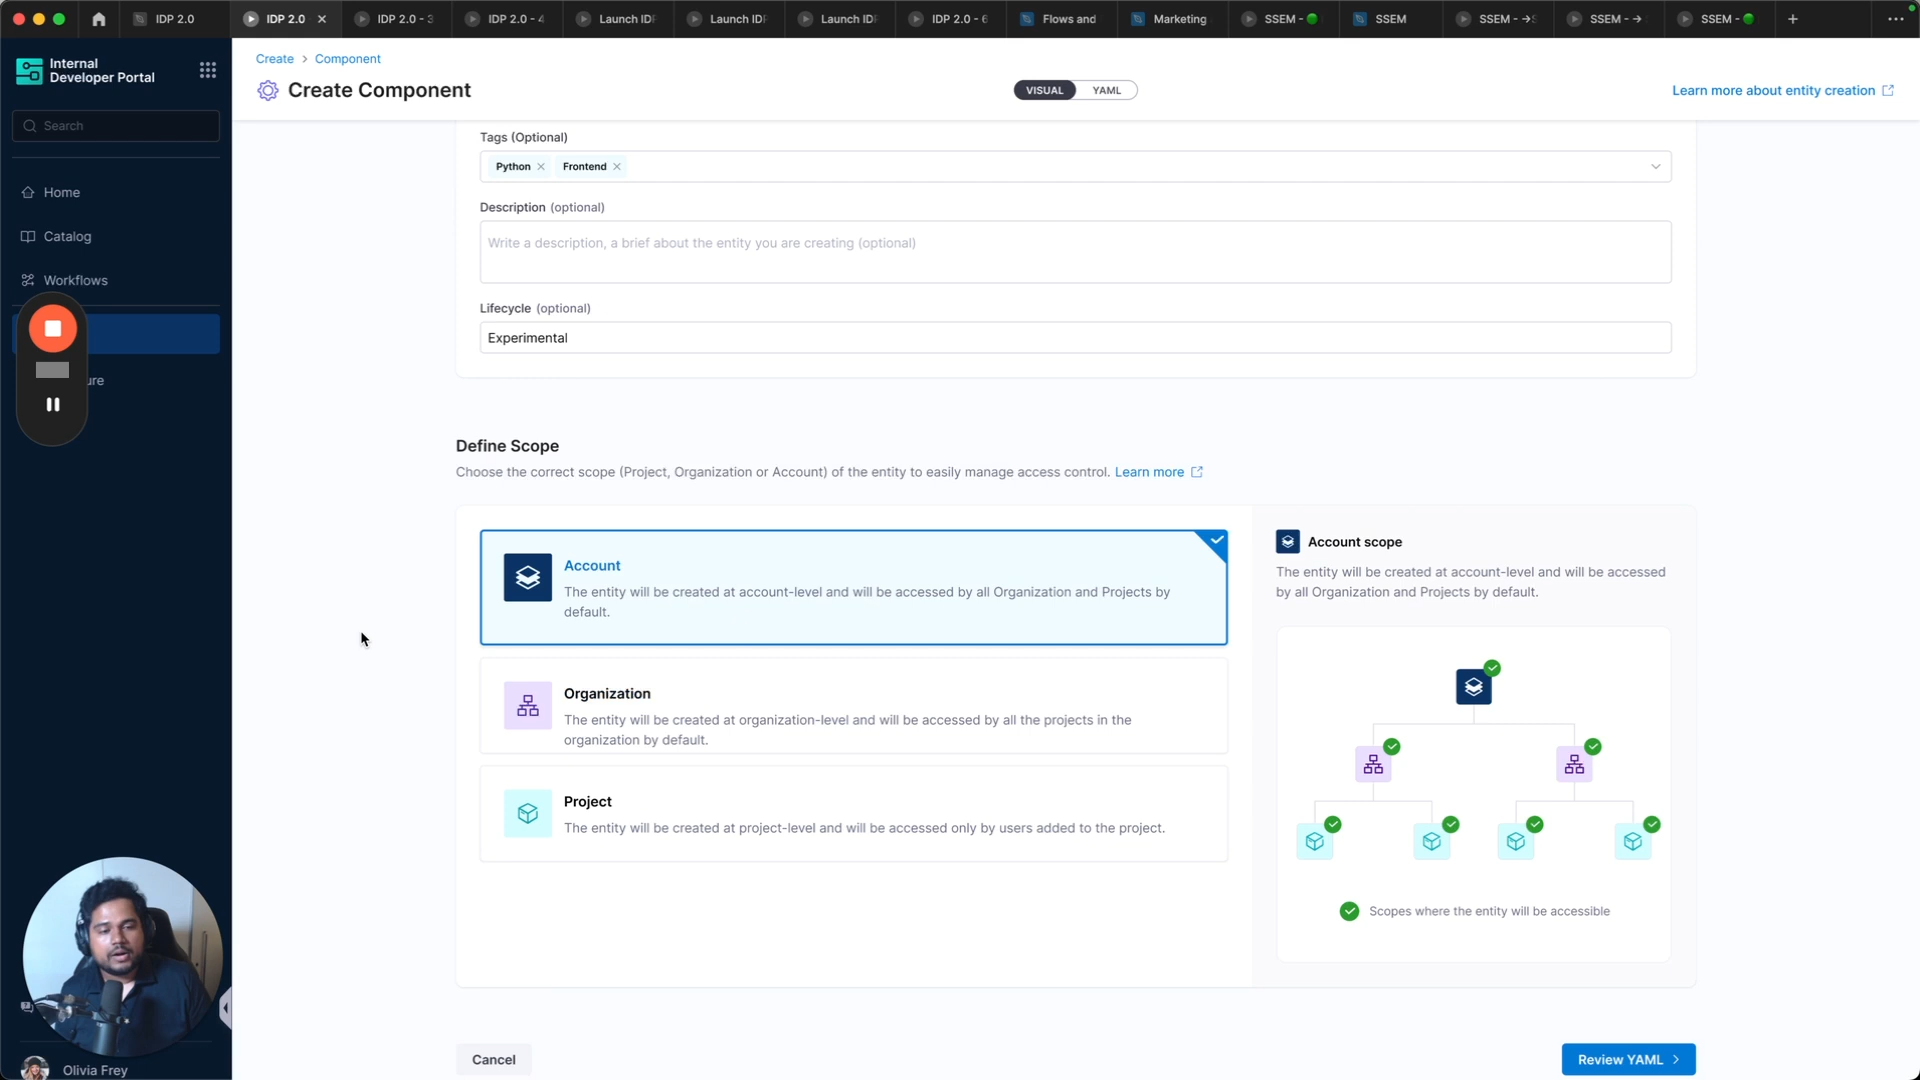 IDP 2.0
IDP 2.0
IDP 2.0 - 3
IDP 2.0 - 4
Launch ID
Launch ID
Launch ID
IDP 2.0 - 6
Flows and
Marketing
SSEM -
SSEM
SSEM - →
SSEM - →
SSEM -
Internal
Developer Portal
Search
Home
Catalog
Workflows
ure
Olivia Frey
Create > Component
Create Component
VISUAL
YAML
Learn more about entity creation
Tags (Optional)
Python
Frontend
Description (optional)
Write a description, a brief about the entity you are creating (optional)
Lifecycle (optional)
Experimental
Define Scope
Choose the correct scope (Project, Organization or Account) of the entity to easily manage access control. Learn more
Account
The entity will be created at account-level and will be accessed by all Organization and Projects by
default.
Organization
The entity will be created at organization-level and will be accessed by all the projects in the
organization by default.
Project
The entity will be created at project-level and will be accessed only by users added to the project.
Account scope
The entity will be created at account-level and will be accessed
by all Organization and Projects by default.
Scopes where the entity will be accessible
Cancel
Review YAML >